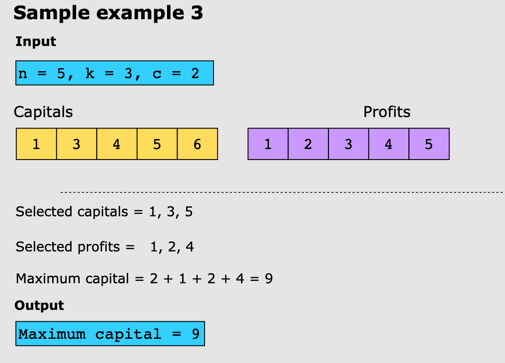 Sample example 3
Input
n = 5, k = 3, c = 2
Capitals Profits
1 3 4 5 6 1 2 3 4 5
Selected capitals = 1, 3, 5
Selected profits = 1, 2, 4
Maximum capital = 2 + 1 + 2 + 4 = 9
Output
Maximum capital = 9